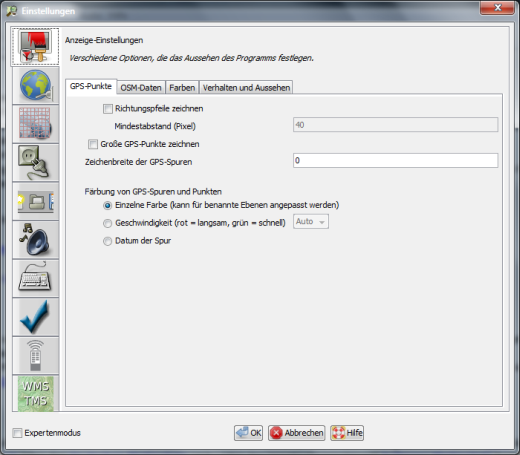 Einstellungen
Anzeige-Einstellungen
Verschiedene Optionen, die das Aussehen des Programms festlegen.
GPS-Punkte OSM-Daten Farben Verhalten und Aussehen
Richtungspfeile zeichnen
Mindestabstand (Pixel) 40
Große GPS-Punkte zeichnen
Zeichenbreite der GPS-Spuren 0
Färbung von GPS-Spuren und Punkten
Einzelne Farbe (kann für benannte Ebenen angepasst werden)
Geschwindigkeit (rot = langsam, grün = schnell) Auto
Datum der Spur
WMS
TMS
Expertenmodus OK Abbrechen Hilfe